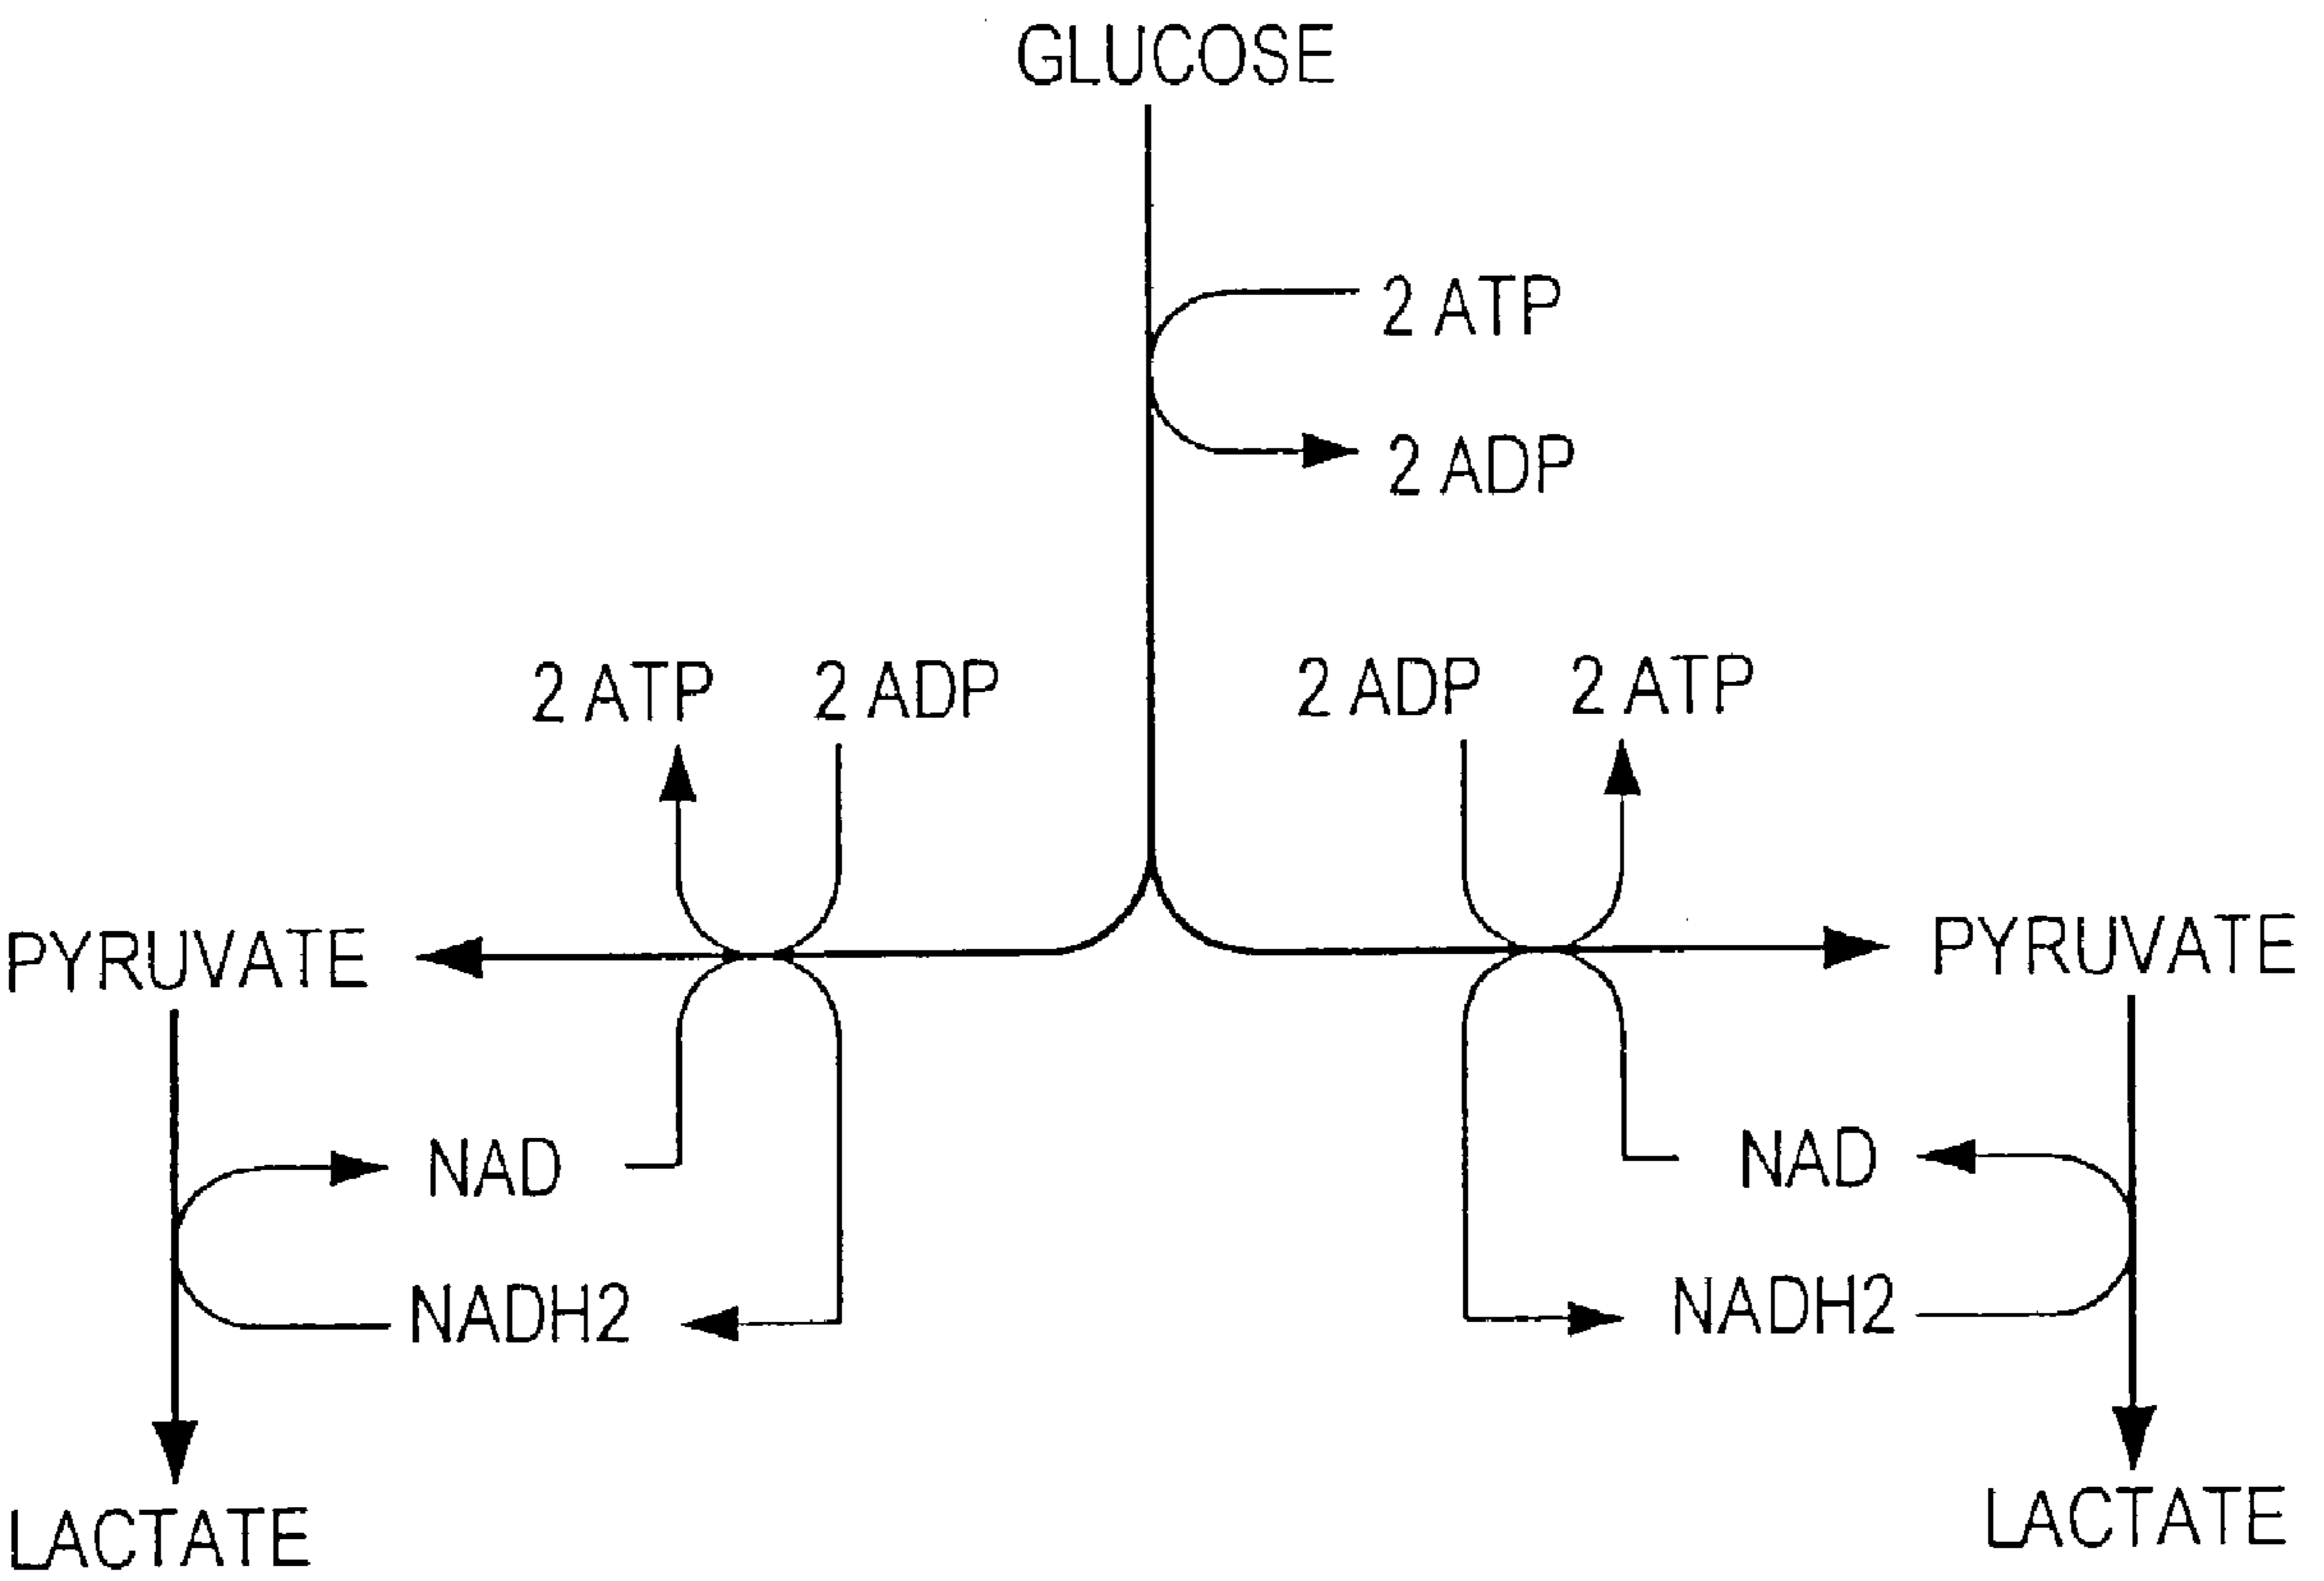 GLUCOSE
2 ATP
2 ADP
2 ATP 2 ADP 2 ADP 2 ATP
PYRUVATE PYRUVATE
NAD NAD
NADH2 NADH2
LACTATE LACTATE